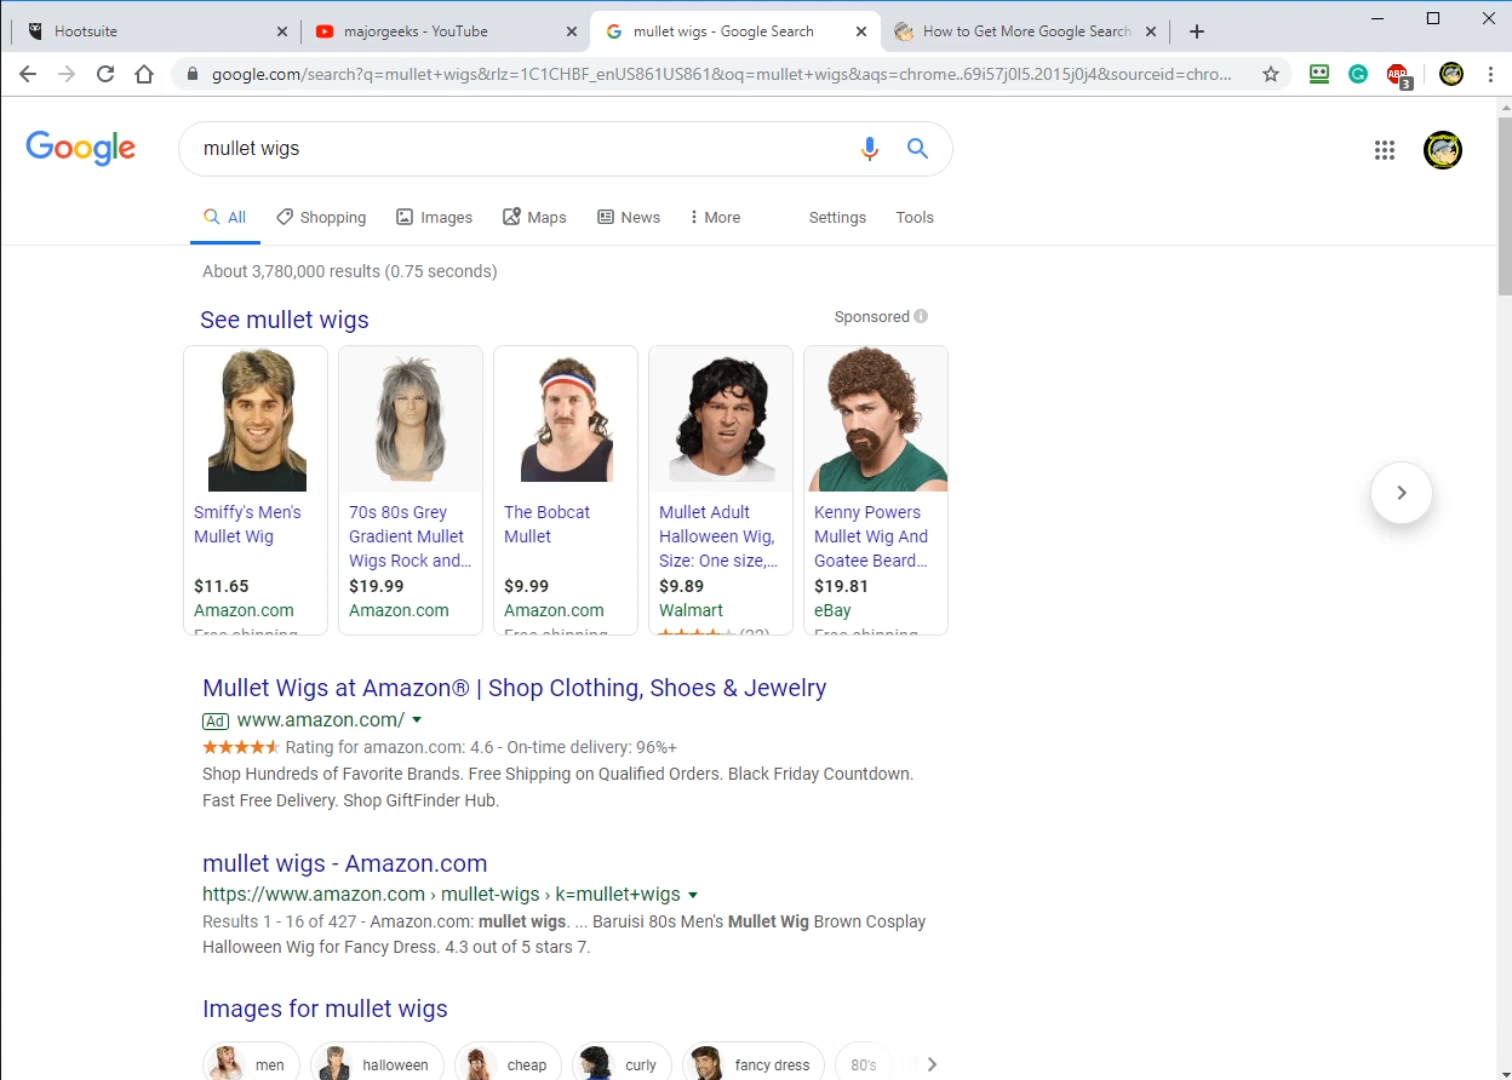 Hootsuite
majorgeeks - YouTube
mullet wigs - Google Search
How to Get More Google Search
google.com/search?q=mullet+wigs&rlz=1C1CHBF_enUS861US861&oq=mullet+wigs&aqs=chrome..69i57j0l5.2015j0j4&sourceid=chro...
ABP
3
Google
mullet wigs
All
Shopping
Images
Maps
News
More
Settings
Tools
About 3,780,000 results (0.75 seconds)
See mullet wigs
Sponsored
Smiffy's Men's
Mullet Wig
$11.65
Amazon.com
Free shipping
70s 80s Grey
Gradient Mullet
Wigs Rock and...
$19.99
Amazon.com
The Bobcat
Mullet
$9.99
Amazon.com
Free shipping
Mullet Adult
Halloween Wig,
Size: One size,...
$9.89
Walmart
Kenny Powers
Mullet Wig And
Goatee Beard...
$19.81
eBay
Free shipping
Mullet Wigs at Amazon® | Shop Clothing, Shoes & Jewelry
Ad www.amazon.com/
Rating for amazon.com: 4.6 - On-time delivery: 96%+
Shop Hundreds of Favorite Brands. Free Shipping on Qualified Orders. Black Friday Countdown.
Fast Free Delivery. Shop GiftFinder Hub.
mullet wigs - Amazon.com
https://www.amazon.com › mullet-wigs › k=mullet+wigs
Results 1 - 16 of 427 - Amazon.com: mullet wigs. ... Baruisi 80s Men's Mullet Wig Brown Cosplay
Halloween Wig for Fancy Dress. 4.3 out of 5 stars 7.
Images for mullet wigs
men
halloween
cheap
curly
fancy dress
80's